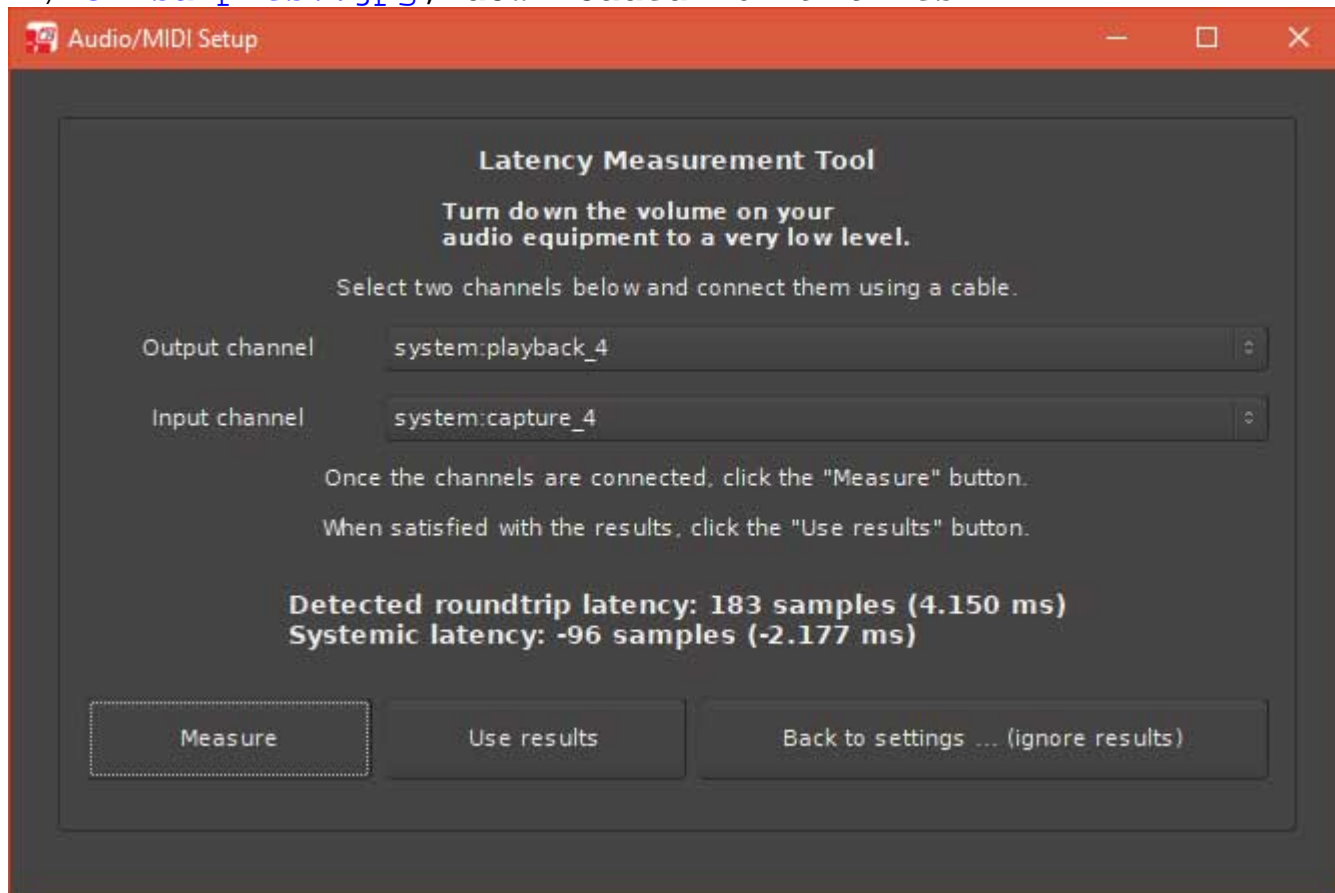 Audio/MIDI Setup
Latency Measurement Tool
Turn down the volume on your
audio equipment to a very low level.
Select two channels below and connect them using a cable.
Output channel system:playback_4
Input channel system:capture_4
Once the channels are connected, click the "Measure" button.
When satisfied with the results, click the "Use results" button.
Detected roundtrip latency: 183 samples (4.150 ms)
Systemic latency: -96 samples (-2.177 ms)
Measure Use results Back to settings ... (ignore results)